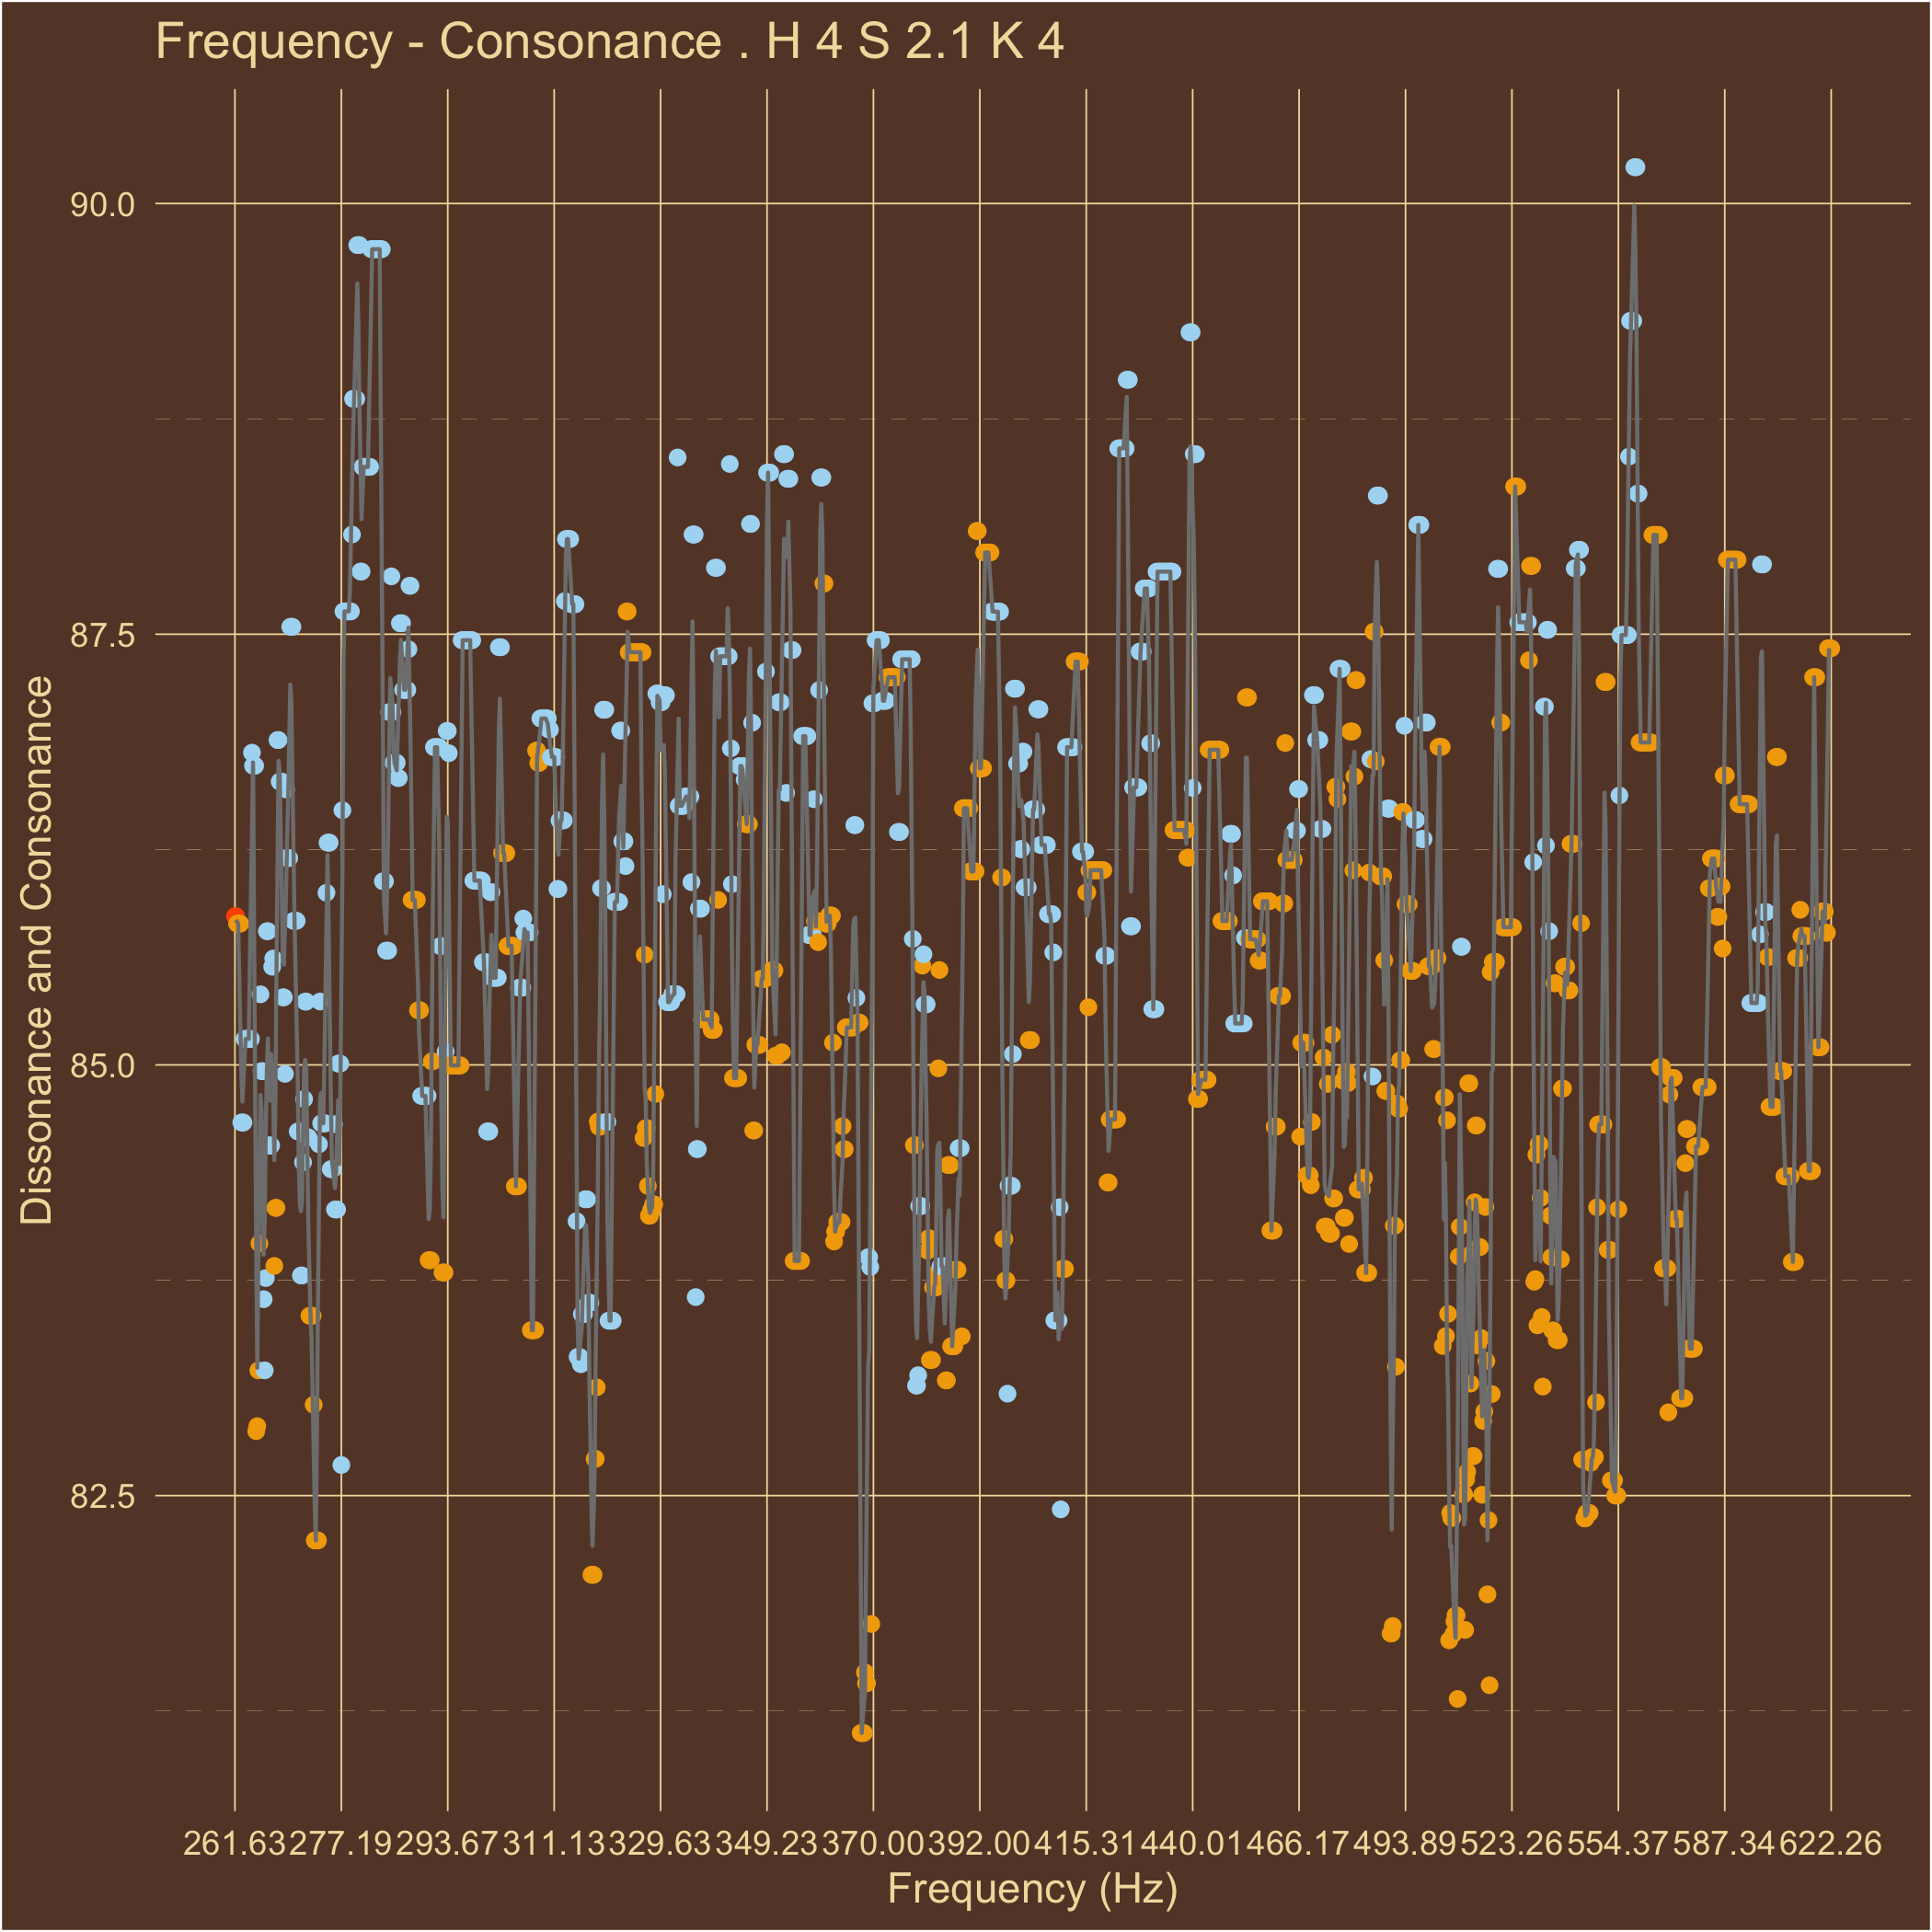 Frequency - Consonance . H 4 S 2.1 K 4
90.0
87.5
85.0
82.5
Dissonance and Consonance
261.63 277.19 293.67 311.13 329.63 349.23 370.00 392.00 415.31 440.01 466.17 493.89 523.26 554.37 587.34 622.26
Frequency (Hz)